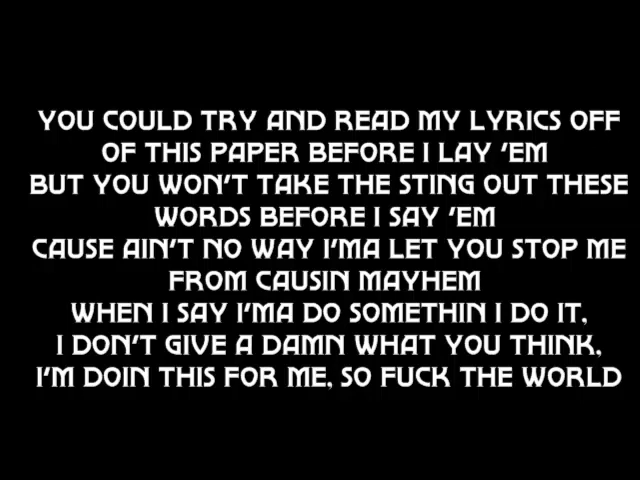 YOU COULD TRY AND READ MY LYRICS OFF
OF THIS PAPER BEFORE I LAY 'EM
BUT YOU WON'T TAKE THE STING OUT THESE
WORDS BEFORE I SAY 'EM
CAUSE AIN'T NO WAY I'MA LET YOU STOP ME
FROM CAUSIN MAYHEM
WHEN I SAY I'MA DO SOMETHIN I DO IT,
I DON'T GIVE A DAMN WHAT YOU THINK,
I'M DOIN THIS FOR ME, SO FUCK THE WORLD